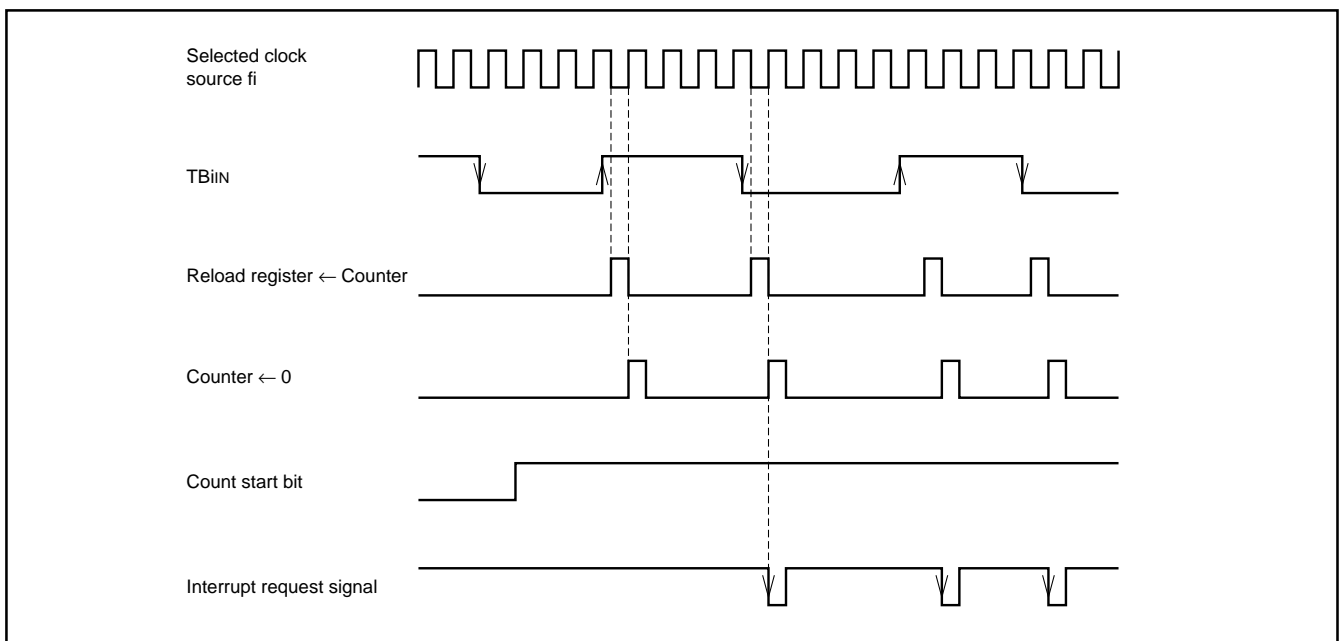 Selected clock
source fi
TBiIN
Reload register ← Counter
Counter ← 0
Count start bit
Interrupt request signal